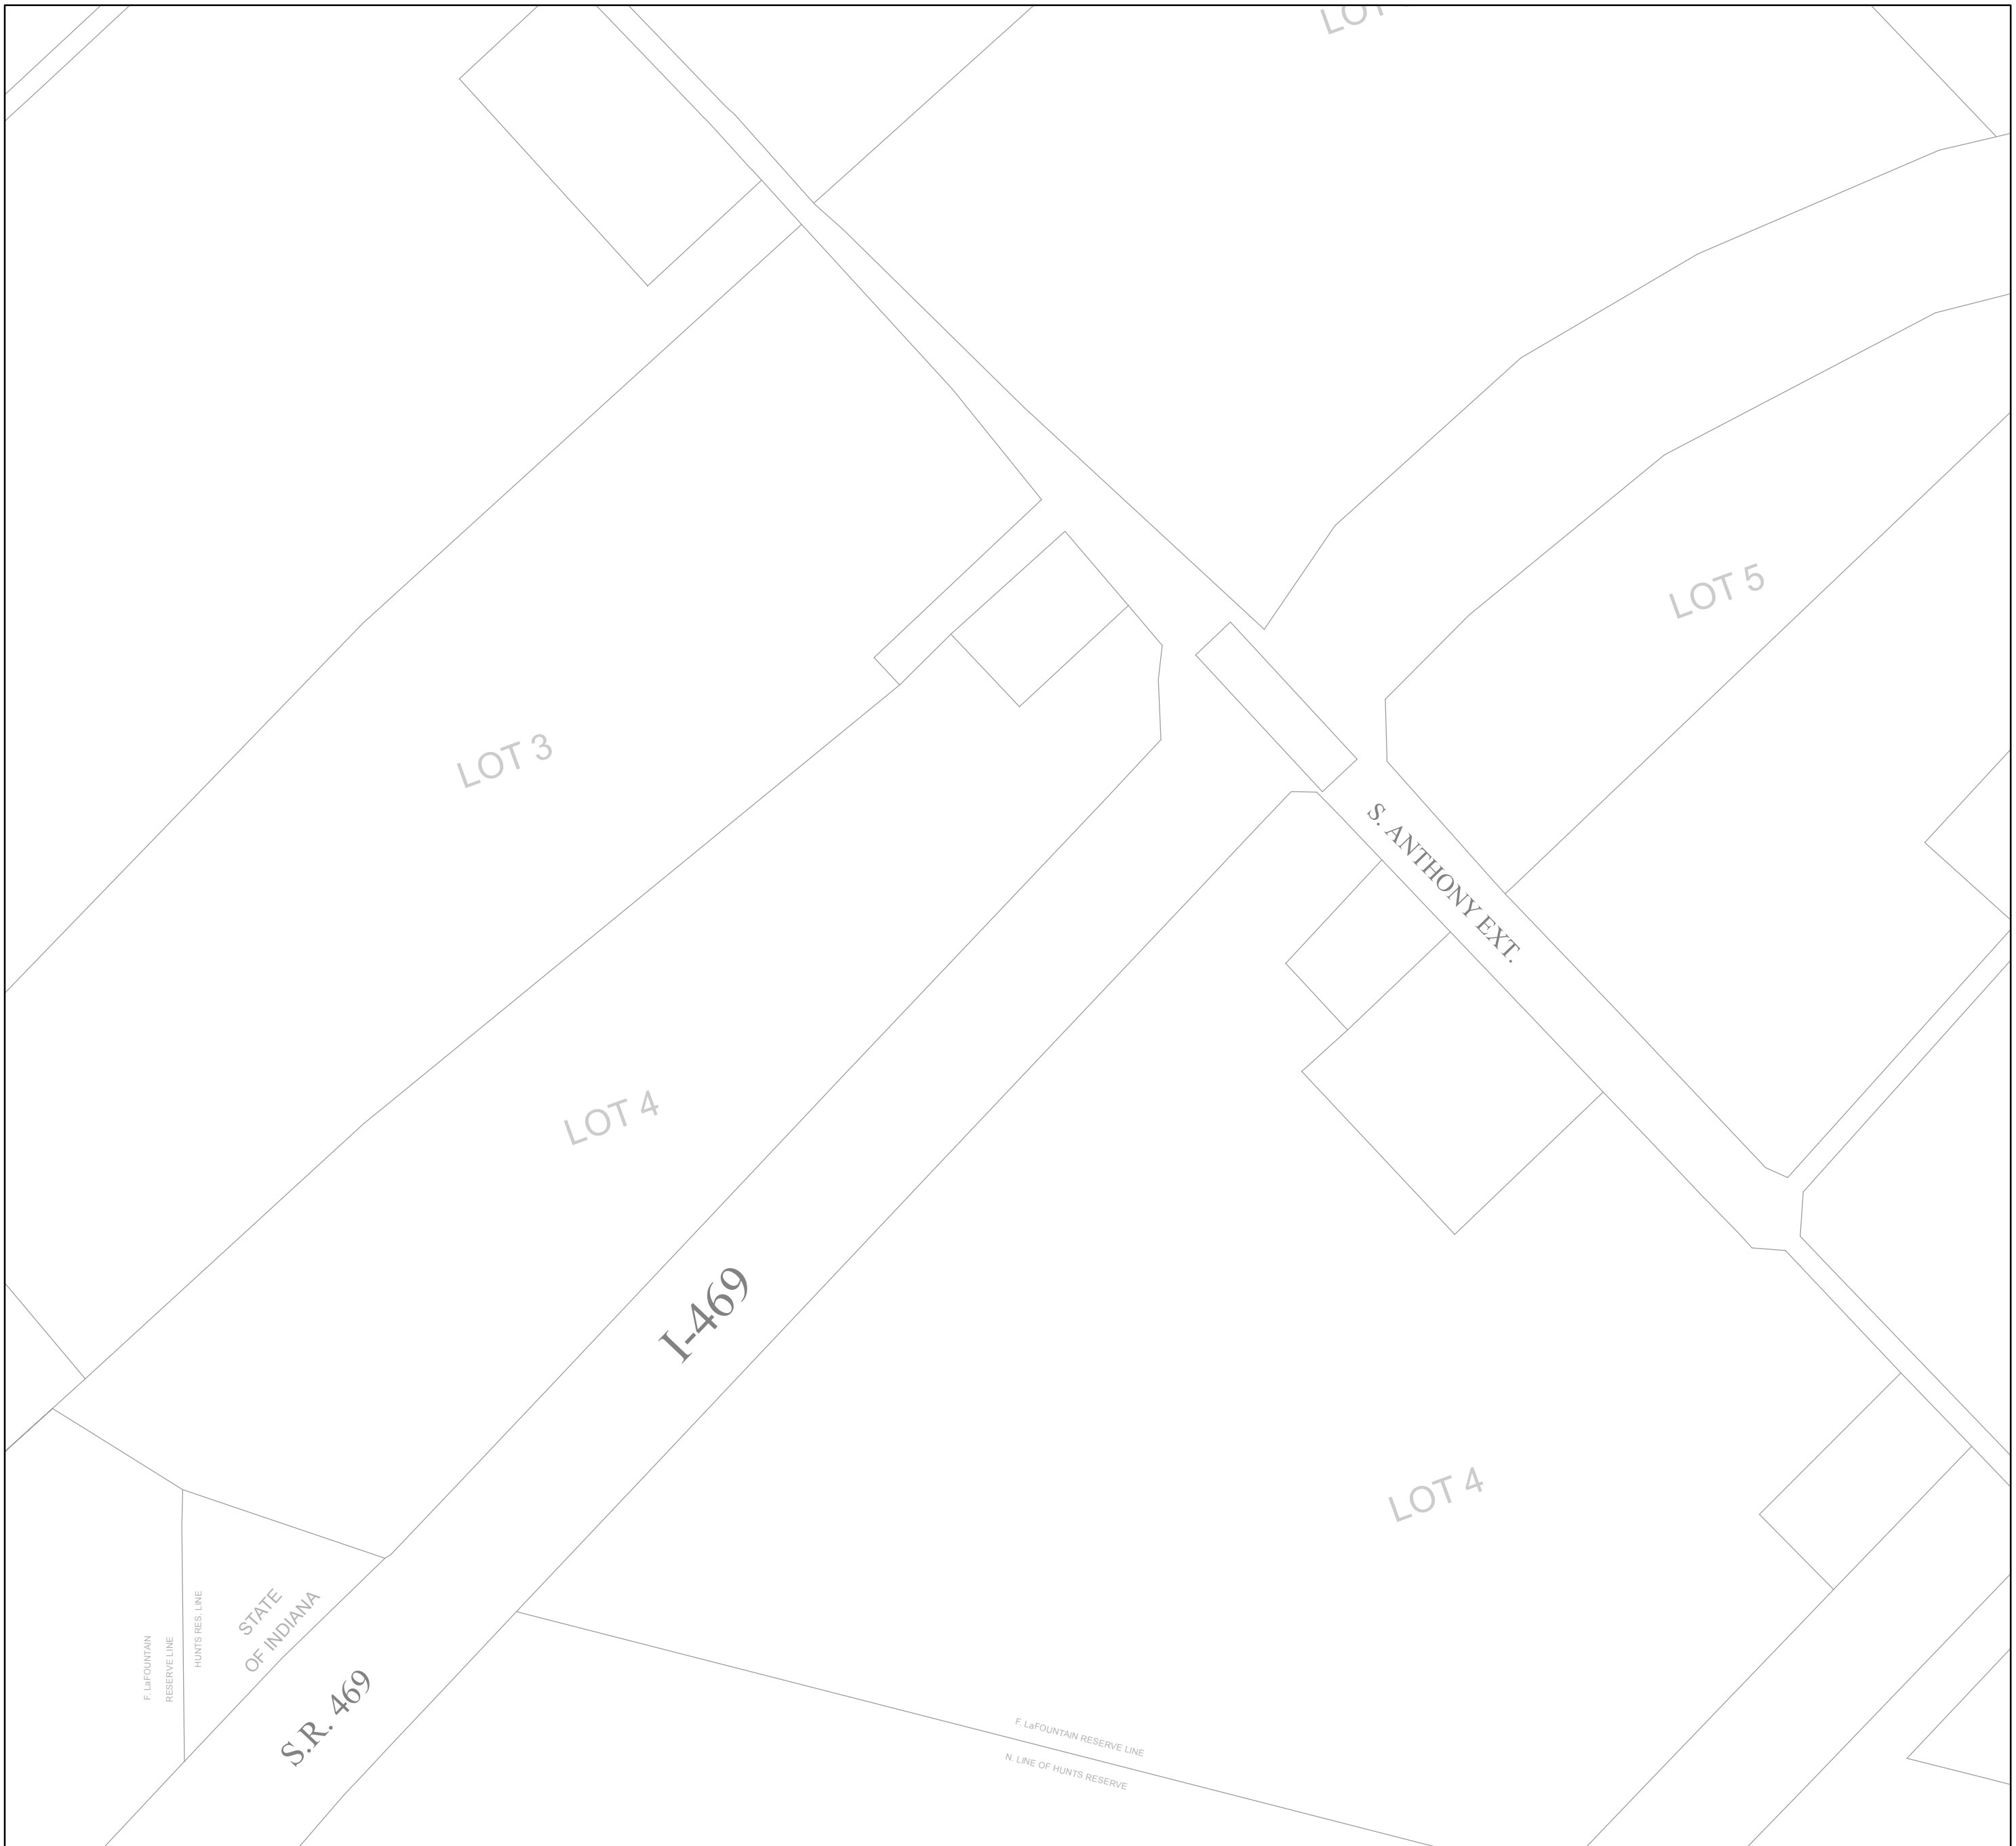 LOT
LOT 5
LOT 3
S. ANTHONY EXT.
LOT 4
I-469
LOT 4
STATE
OF INDIANA
HUNTS RES. LINE
F. LaFOUNTAIN
RESERVE LINE
S.R. 469
F. LaFOUNTAIN RESERVE LINE
N. LINE OF HUNTS RESERVE